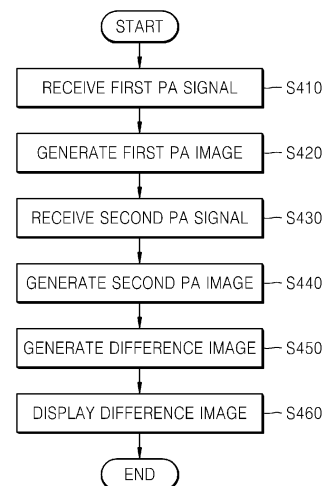 START
RECEIVE FIRST PA SIGNAL S410
GENERATE FIRST PA IMAGE S420
RECEIVE SECOND PA SIGNAL S430
GENERATE SECOND PA IMAGE S440
GENERATE DIFFERENCE IMAGE S450
DISPLAY DIFFERENCE IMAGE S460
END